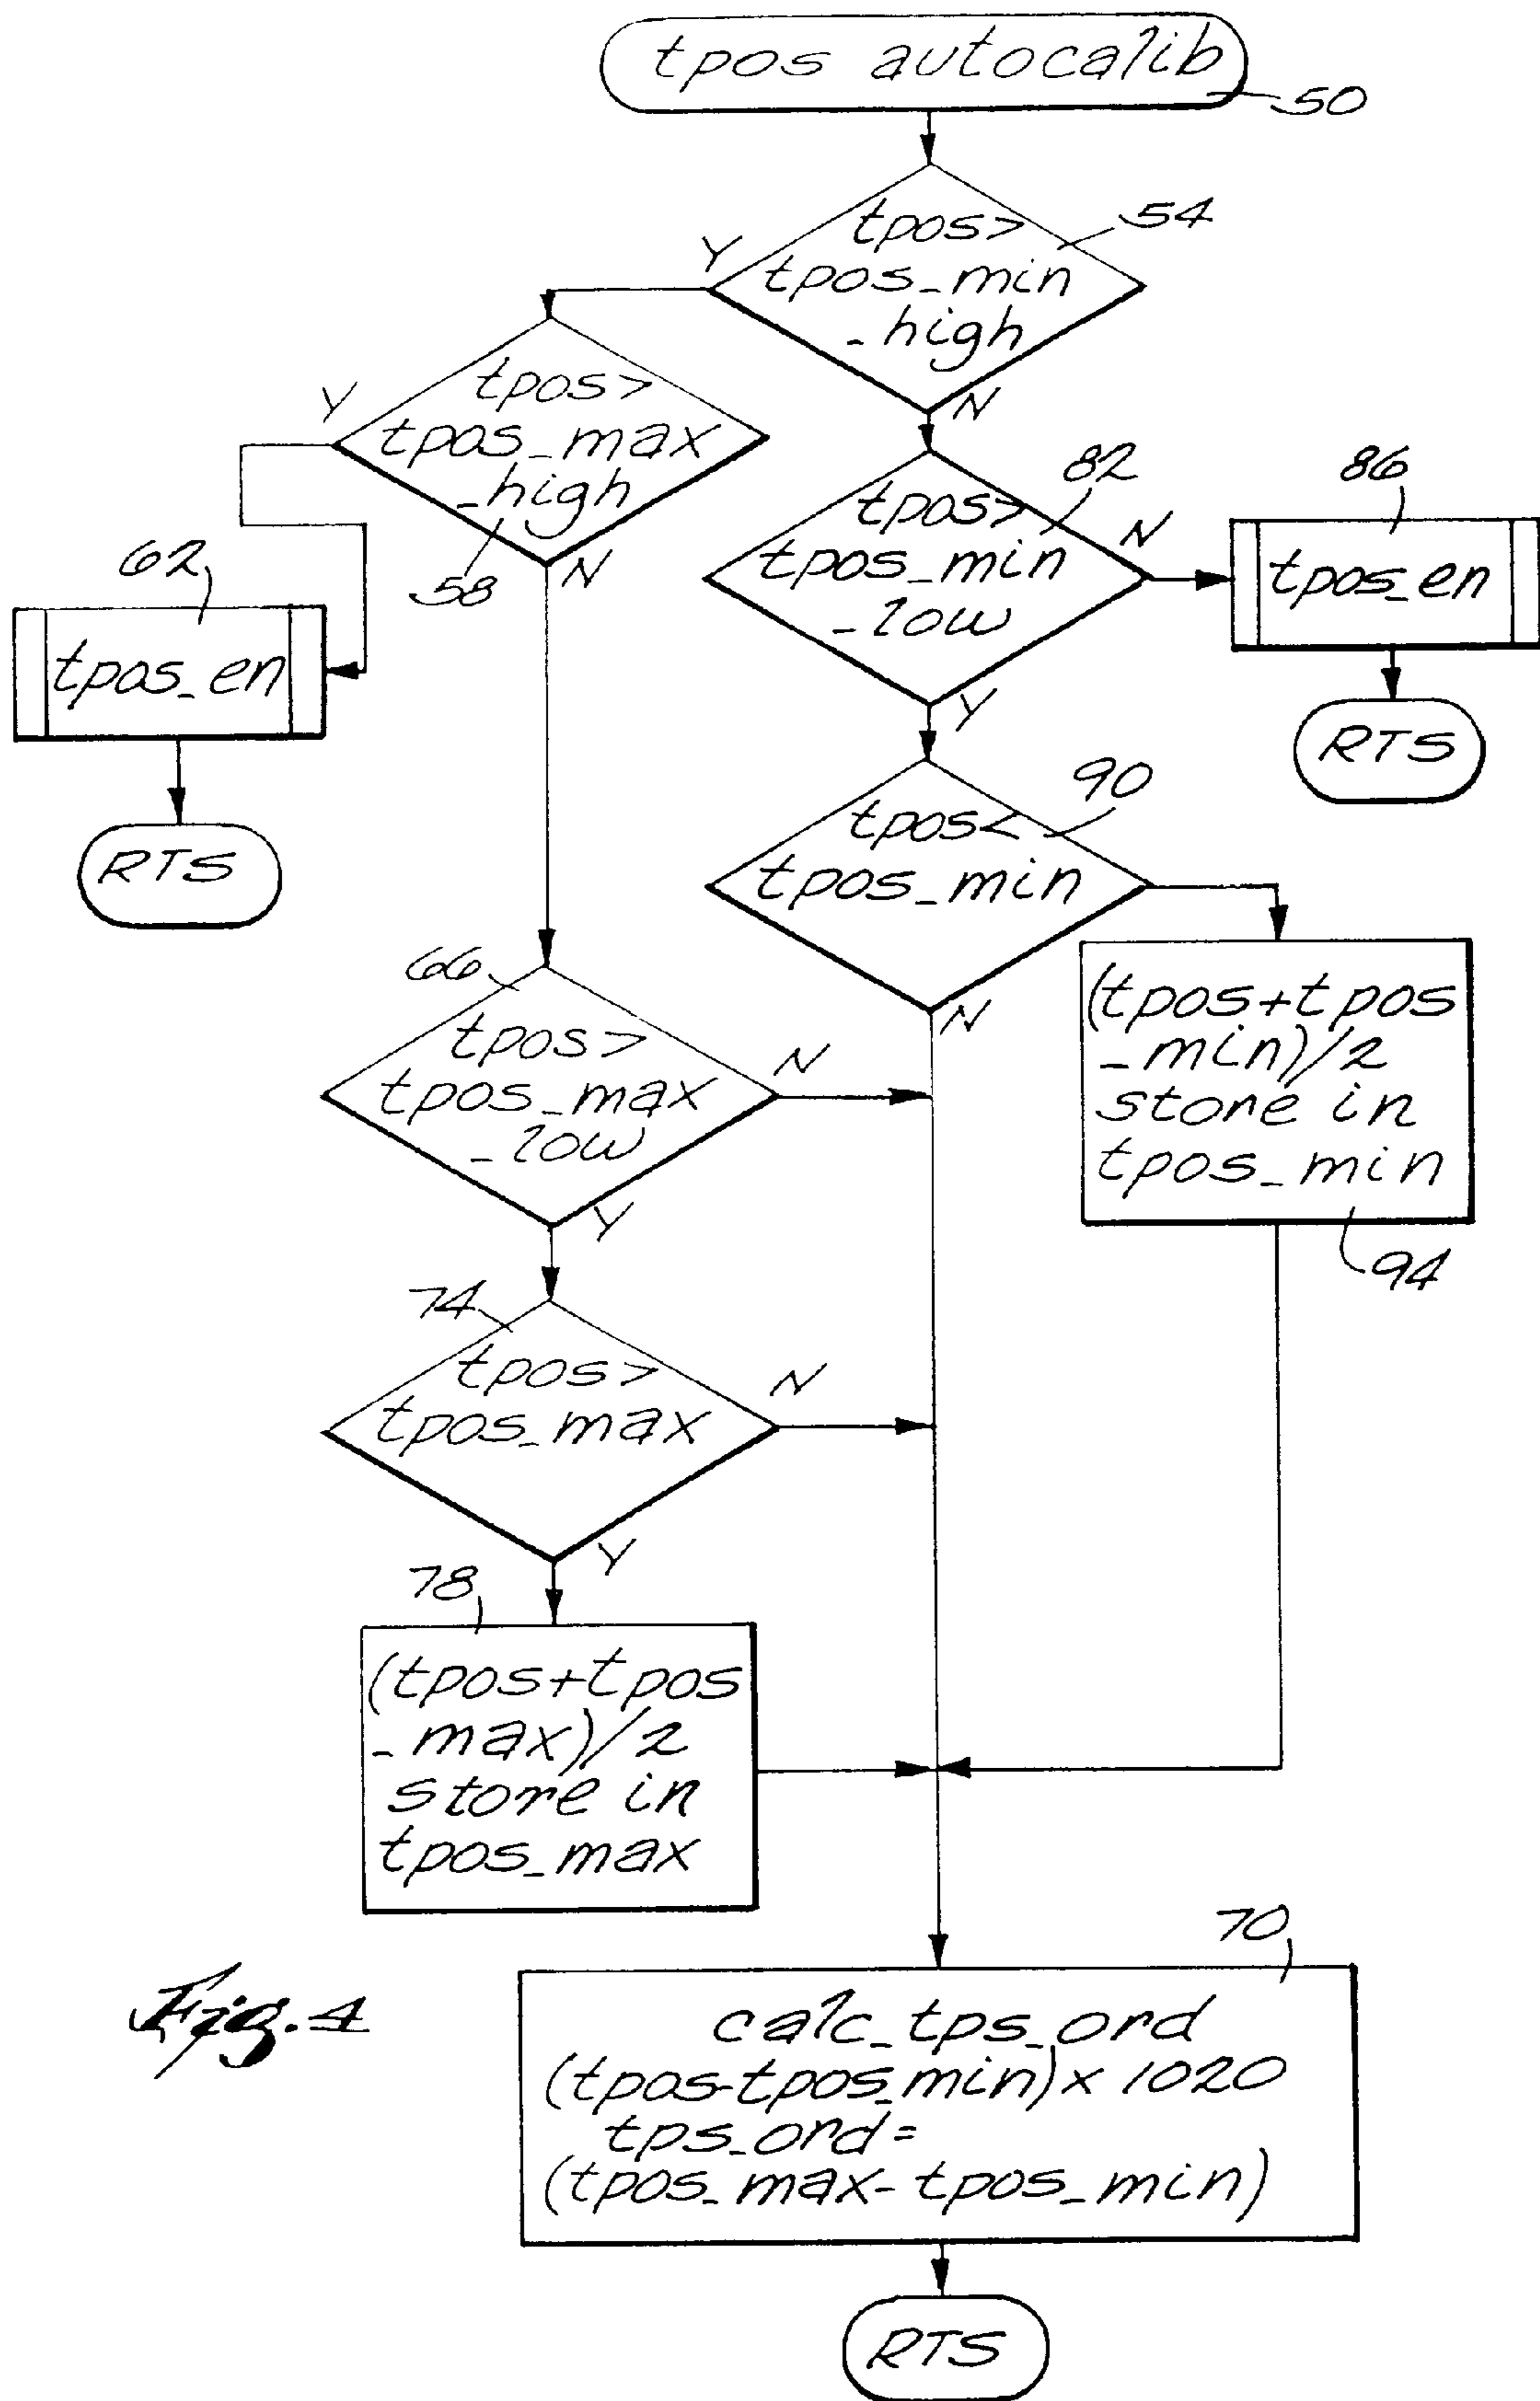 tpos autocalib
50
tpos>
tpos_min
_high
54
Y
N
tpos>
tpos_max
_high
58
Y
N
tpos>
tpos_min
_low
82
N
Y
86
tpos_en
RTS
62
tpos_en
RTS
tpos<
tpos_min
90
N
(tpos+tpos
_min)/2
store in
tpos_min
94
66
tpos>
tpos_max
_low
N
Y
74
tpos>
tpos_max
N
Y
78
(tpos+tpos
_max)/2
store in
tpos_max
70
calc_tps_ord
(tpos-tpos_min)x 1020
tps_ord=
(tpos_max-tpos_min)
RTS
Fig. 4